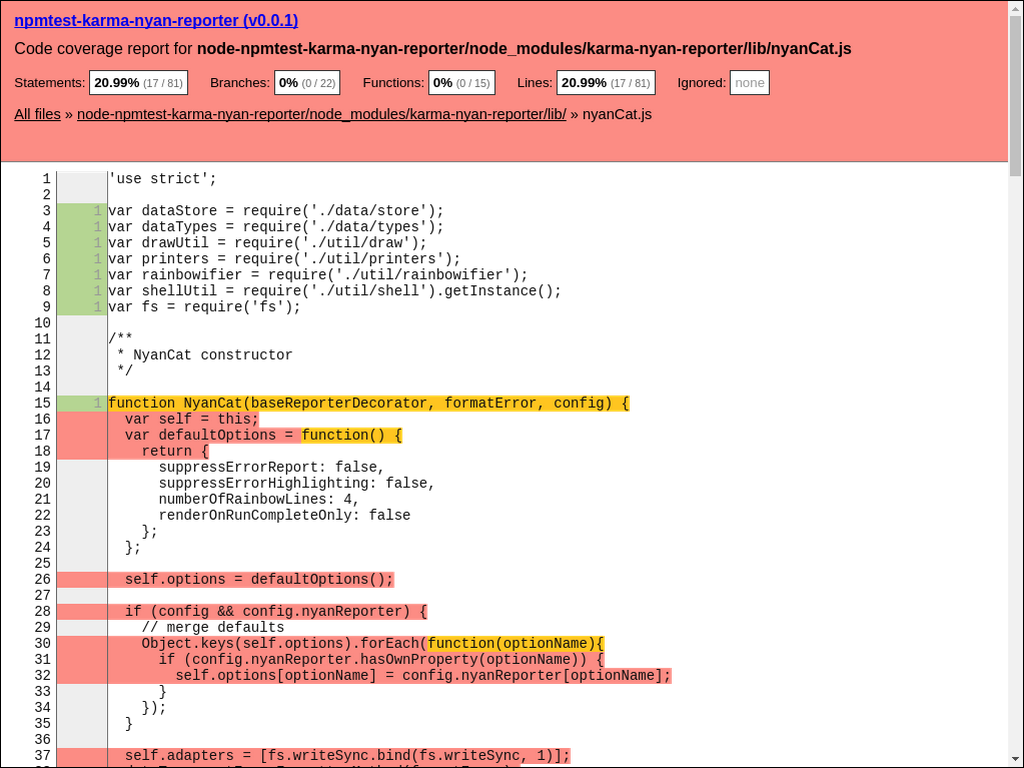 npmtest-karma-nyan-reporter (v0.0.1)
Code coverage report for node-npmtest-karma-nyan-reporter/node_modules/karma-nyan-reporter/lib/nyanCat.js
Statements: 20.99% (17 / 81) Branches: 0% (0 / 22) Functions: 0% (0 / 15) Lines: 20.99% (17 / 81) Ignored: none
All files » node-npmtest-karma-nyan-reporter/node_modules/karma-nyan-reporter/lib/ » nyanCat.js
1 'use strict';
2
3 1 var dataStore = require('./data/store');
4 1 var dataTypes = require('./data/types');
5 1 var drawUtil = require('./util/draw');
6 1 var printers = require('./util/printers');
7 1 var rainbowifier = require('./util/rainbowifier');
8 1 var shellUtil = require('./util/shell').getInstance();
9 1 var fs = require('fs');
10
11 /**
12  * NyanCat constructor
13  */
14
15 1 function NyanCat(baseReporterDecorator, formatError, config) {
16   var self = this;
17   var defaultOptions = function() {
18     return {
19       suppressErrorReport: false,
20       suppressErrorHighlighting: false,
21       numberOfRainbowLines: 4,
22       renderOnRunCompleteOnly: false
23     };
24   };
25
26   self.options = defaultOptions();
27
28   if (config && config.nyanReporter) {
29     // merge defaults
30     Object.keys(self.options).forEach(function(optionName){
31       if (config.nyanReporter.hasOwnProperty(optionName)) {
32         self.options[optionName] = config.nyanReporter[optionName];
33       }
34     });
35   }
36
37   self.adapters = [fs.writeSync.bind(fs.writeSync, 1)];